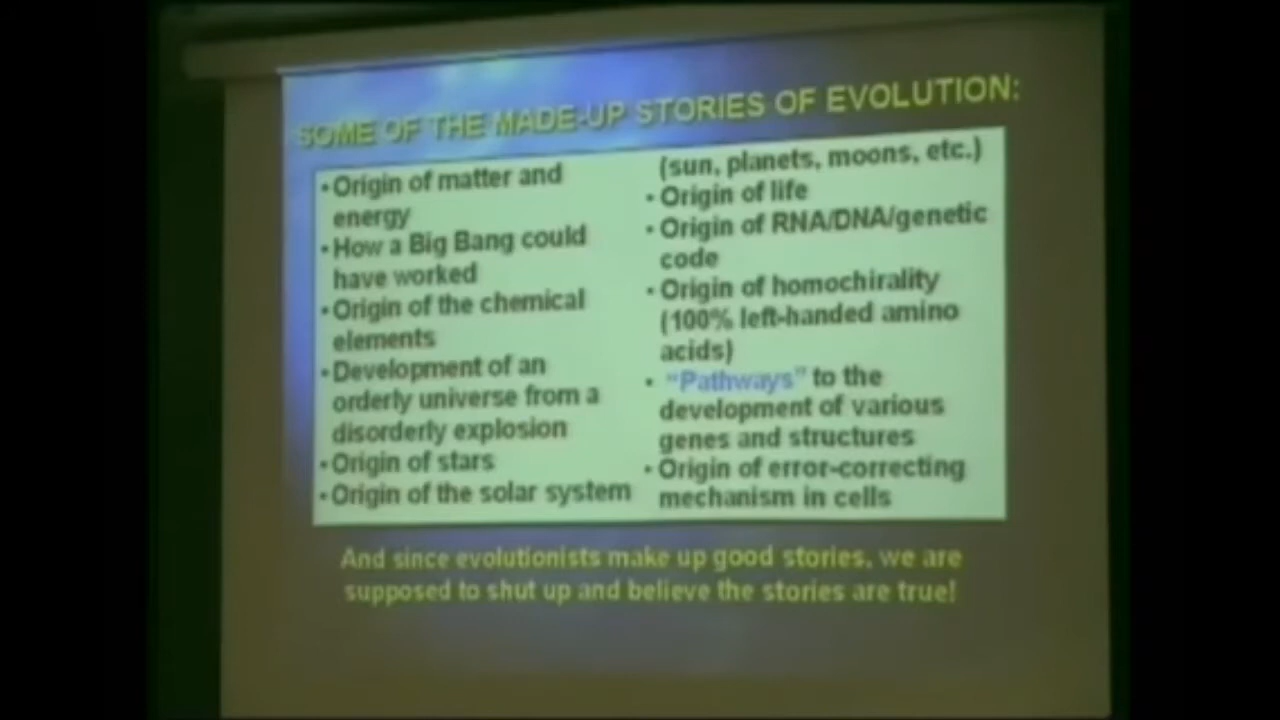 SOME OF THE MADE-UP STORIES OF EVOLUTION:
•Origin of matter and
energy
•How a Big Bang could
have worked
•Origin of the chemical
elements
•Development of an
orderly universe from a
disorderly explosion
•Origin of stars
•Origin of the solar system
(sun, planets, moons, etc.)
• Origin of life
• Origin of RNA/DNA/genetic
code
• Origin of homochirality
(100% left-handed amino
acids)
• "Pathways" to the
development of various
genes and structures
• Origin of error-correcting
mechanism in cells
And since evolutionists make up good stories, we are
supposed to shut up and believe the stories are true!